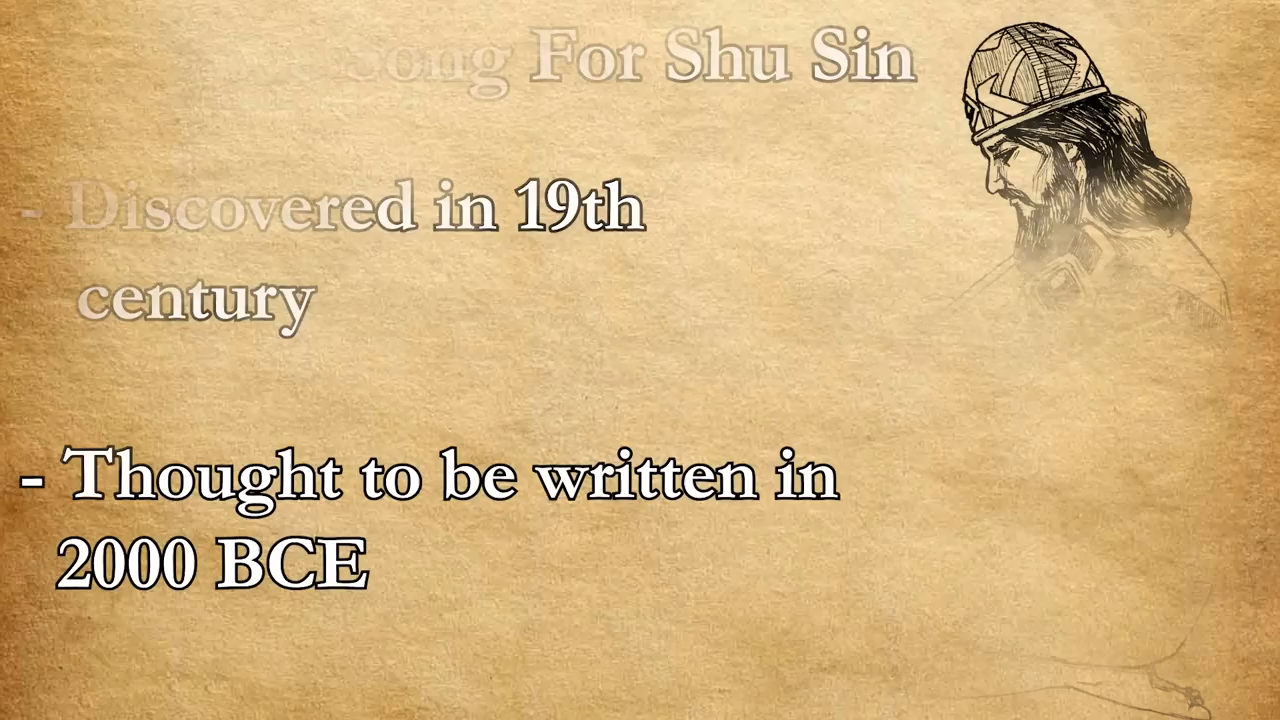 Song For Shu Sin
- Discovered in 19th
century
- Thought to be written in
2000 BCE